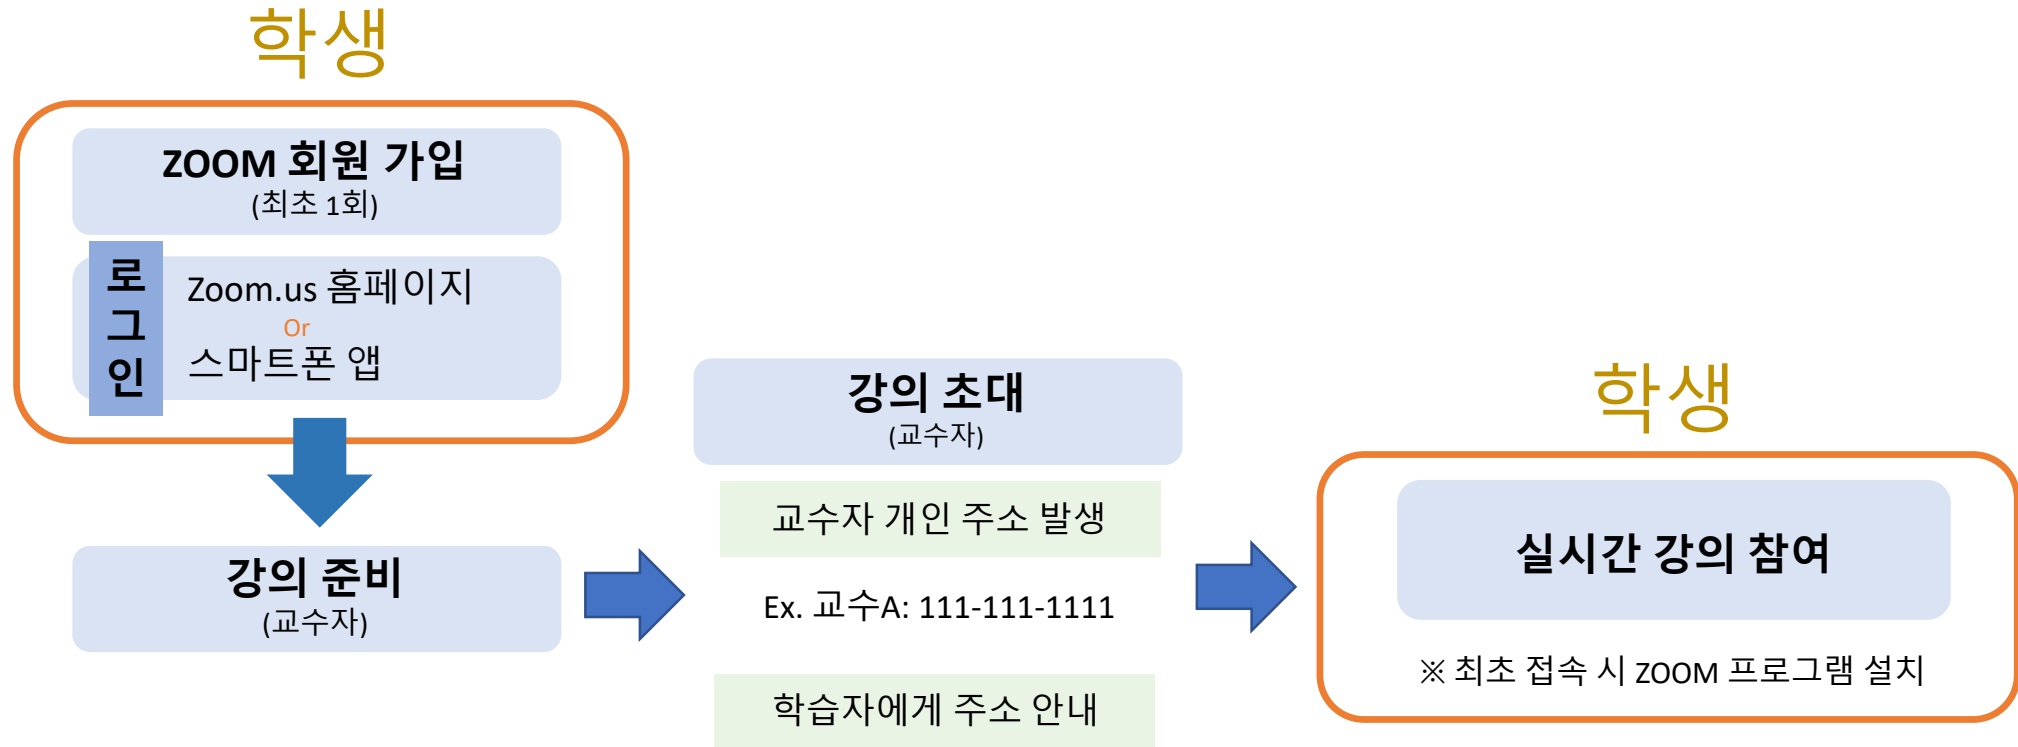 학생
ZOOM 회원 가입
(최초 1회)
로그인
Zoom.us 홈페이지
Or
스마트폰 앱
강의 준비
(교수자)
강의 초대
(교수자)
교수자 개인 주소 발생
Ex. 교수A: 111-111-1111
학습자에게 주소 안내
학생
실시간 강의 참여
※ 최초 접속 시 ZOOM 프로그램 설치